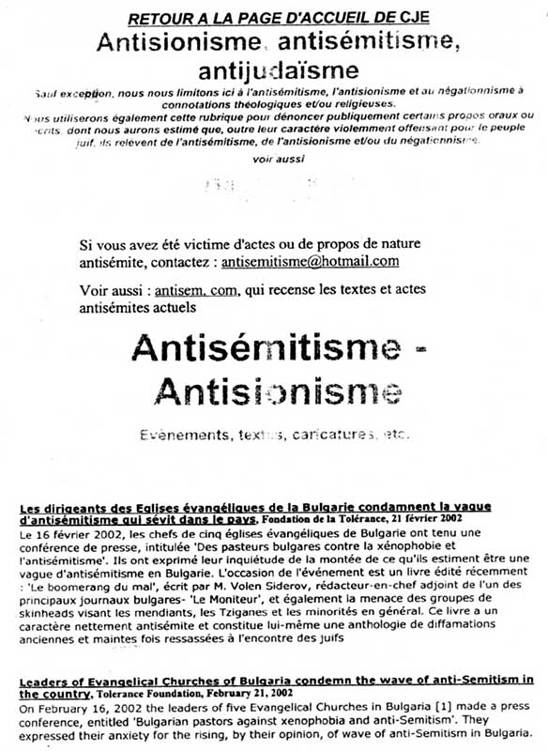 RETOUR A LA PAGE D'ACCUEIL DE CJE
Antisionisme, antisémitisme,
antijudaïsme
Sauf exception, nous nous limitons ici à l'antisémitisme, l'antisionisme et au négationnisme à
connotations théologiques et/ou religieuses.
Nous utiliserons également cette rubrique pour dénoncer publiquement certains propos oraux ou
écrits, dont nous aurons estimé que, outre leur caractère violemment offensant pour le peuple
juif, ils relèvent de l'antisémitisme, de l'antisionisme et/ou du négationnisme.
voir aussi
Si vous avez été victime d'actes ou de propos de nature
antisémite, contactez : antisemitisme@hotmail.com
Voir aussi : antisem. com, qui recense les textes et actes
antisémites actuels
Antisémitisme -
Antisionisme
Evènements, textes, caricatures, etc.
Les dirigeants des Eglises évangéliques de la Bulgarie condamnent la vague
d'antisémitisme qui sévit dans le pays, Fondation de la Tolérance, 21 février 2002
Le 16 février 2002, les chefs de cinq églises évangéliques de Bulgarie ont tenu une
conférence de presse, intitulée 'Des pasteurs bulgares contre la xénophobie et
l'antisémitisme'. Ils ont exprimé leur inquiétude de la montée de ce qu'ils estiment être une
vague d'antisémitisme en Bulgarie. L'occasion de l'événement est un livre édité récemment
: 'Le boomerang du mal', écrit par M. Volen Siderov, rédacteur-en-chef adjoint de l'un des
principaux journaux bulgares- 'Le Moniteur', et également la menace des groupes de
skinheads visant les mendiants, les Tziganes et les minorités en général. Ce livre a un
caractère nettement antisémite et constitue lui-même une anthologie de diffamations
anciennes et maintes fois ressassées à l'encontre des juifs
Leaders of Evangelical Churches of Bulgaria condemn the wave of anti-Semitism in
the country, Tolerance Foundation, February 21, 2002
On February 16, 2002 the leaders of five Evangelical Churches in Bulgaria [1] made a press
conference, entitled 'Bulgarian pastors against xenophobia and anti-Semitism'. They
expressed their anxiety for the rising, by their opinion, of wave of anti-Semitism in Bulgaria.